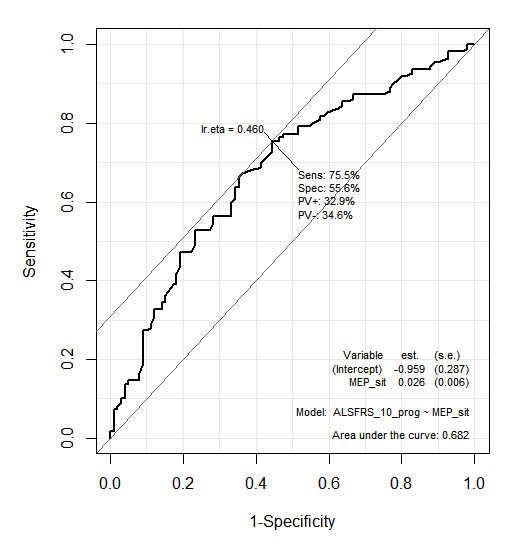 1.0
0.8
0.6
0.4
0.2
0.0
Sensitivity
lr.eta = 0.460
Sens: 75.5%
Spec: 55.6%
PV+: 32.9%
PV-: 34.6%
Variable est. (s.e.)
(Intercept) -0.959 (0.287)
MEP_sit 0.026 (0.006)
Model: ALSFRS_10_prog ~ MEP_sit
Area under the curve: 0.682
0.0 0.2 0.4 0.6 0.8 1.0
1-Specificity